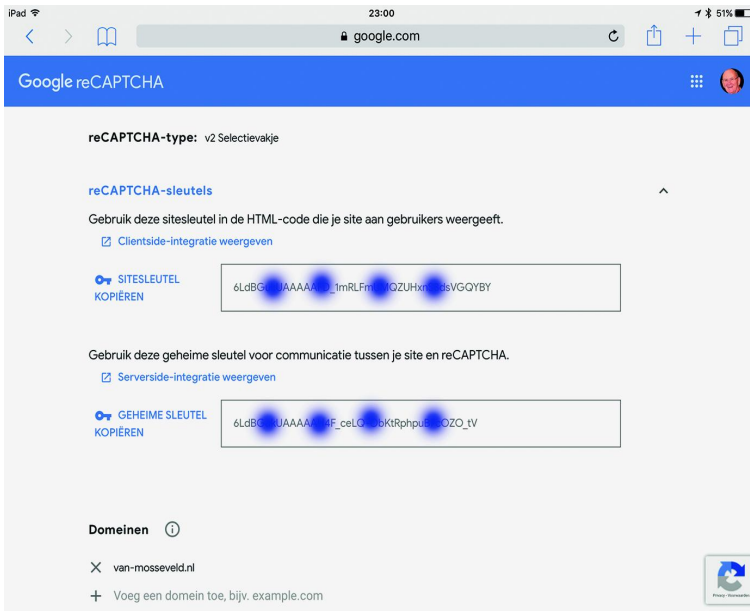 iPad 23:00 51%
google.com
Google reCAPTCHA
reCAPTCHA-type: v2 Selectievakje
reCAPTCHA-sleutels
Gebruik deze sitesleutel in de HTML-code die je site aan gebruikers weergeeft.
Clientside-integratie weergeven
SITESLEUTEL
KOPIËREN
Gebruik deze geheime sleutel voor communicatie tussen je site en reCAPTCHA.
Serverside-integratie weergeven
GEHEIME SLEUTEL
KOPIËREN
Domeinen
van-mosseveld.nl
Voeg een domein toe, bijv. example.com